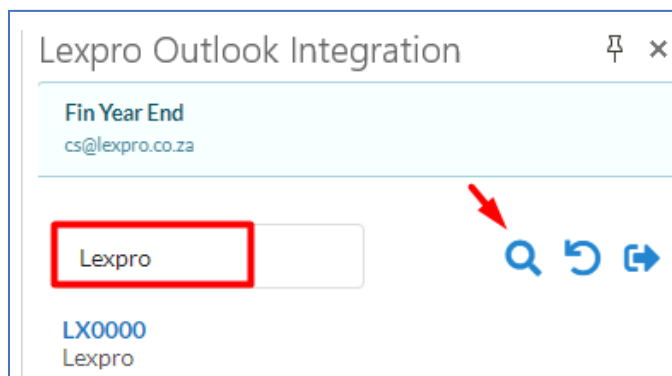 Lexpro Outlook Integration
Fin Year End
cs@lexpro.co.za
Lexpro
LX0000
Lexpro